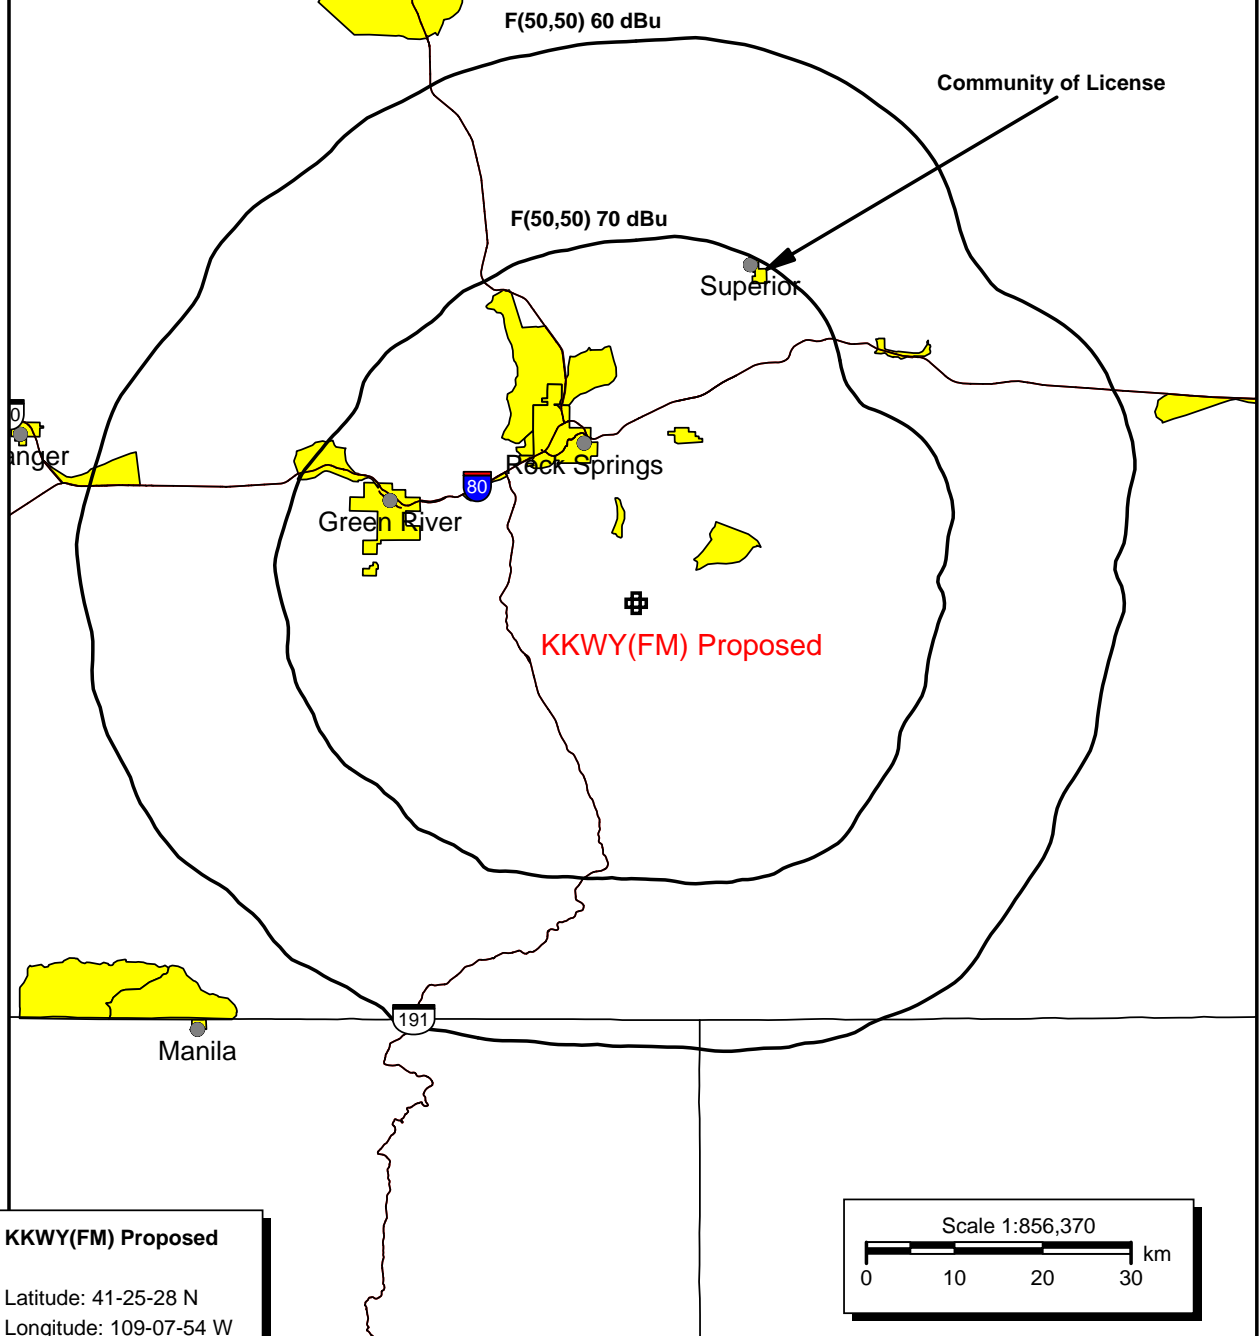 F(50,50) 60 dBu
Community of License
F(50,50) 70 dBu
Superior
0
anger
Rock Springs
80
Green River
KKWY(FM) Proposed
191
Manila
KKWY(FM) Proposed
Latitude: 41-25-28 N
Longitude: 109-07-54 W
Scale 1:856,370
km
0 10 20 30